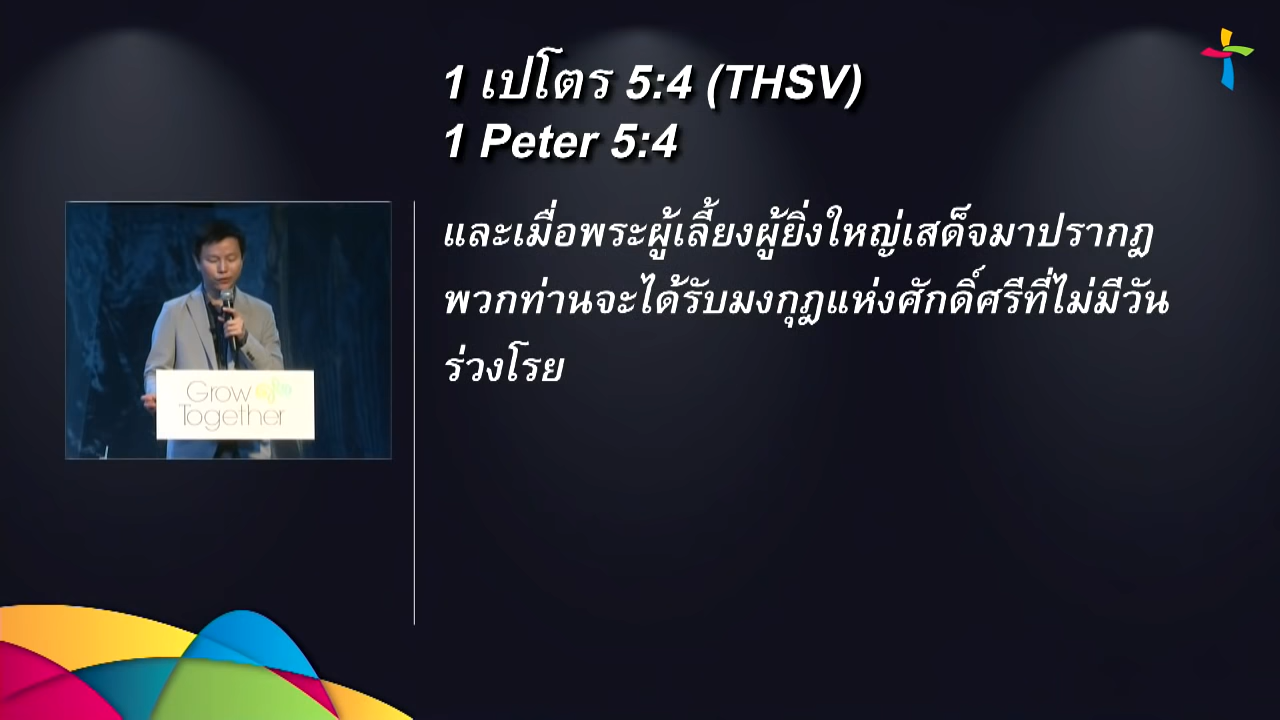 1 เปโตร 5:4 (THSV)
1 Peter 5:4
และเมื่อพระผู้เลี้ยงผู้ยิ่งใหญ่เสด็จมาปรากฏ
พวกท่านจะได้รับมงกุฎแห่งศักดิ์ศรีที่ไม่มีวัน
ร่วงโรย
Grow
Together